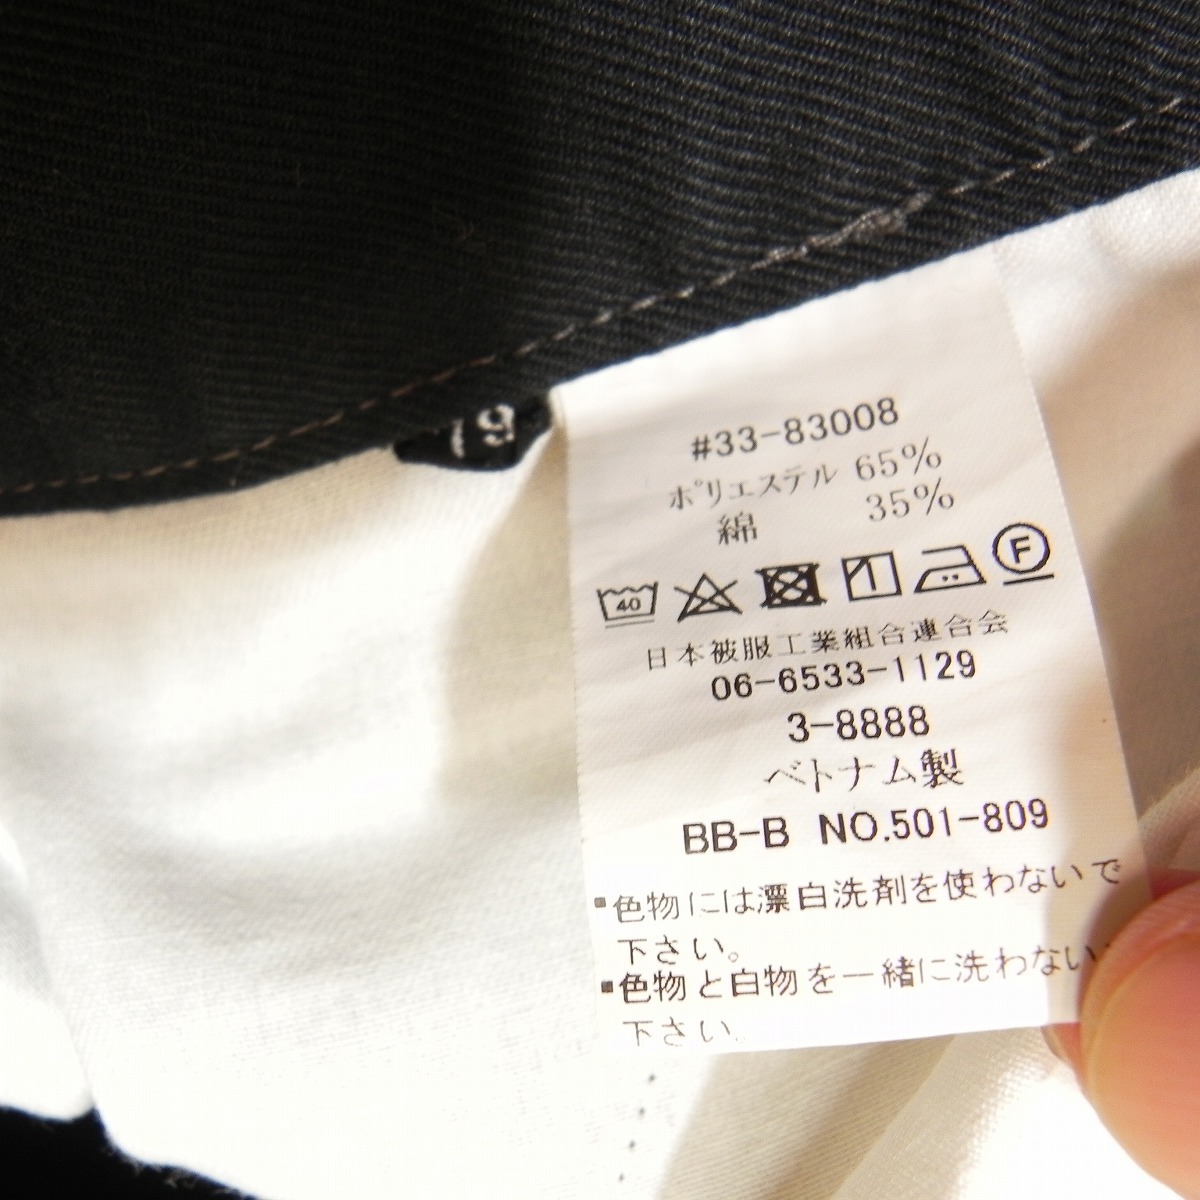 #33-83008
ポリエステル 65%
綿 35%
40
F
日本被服工業組合連合会
06-6533-1129
3-8888
ベトナム製
BB-B NO.501-809
▪色物には漂白洗剤を使わないで
下さい。
▪色物と白物を一緒に洗わない
下さい。